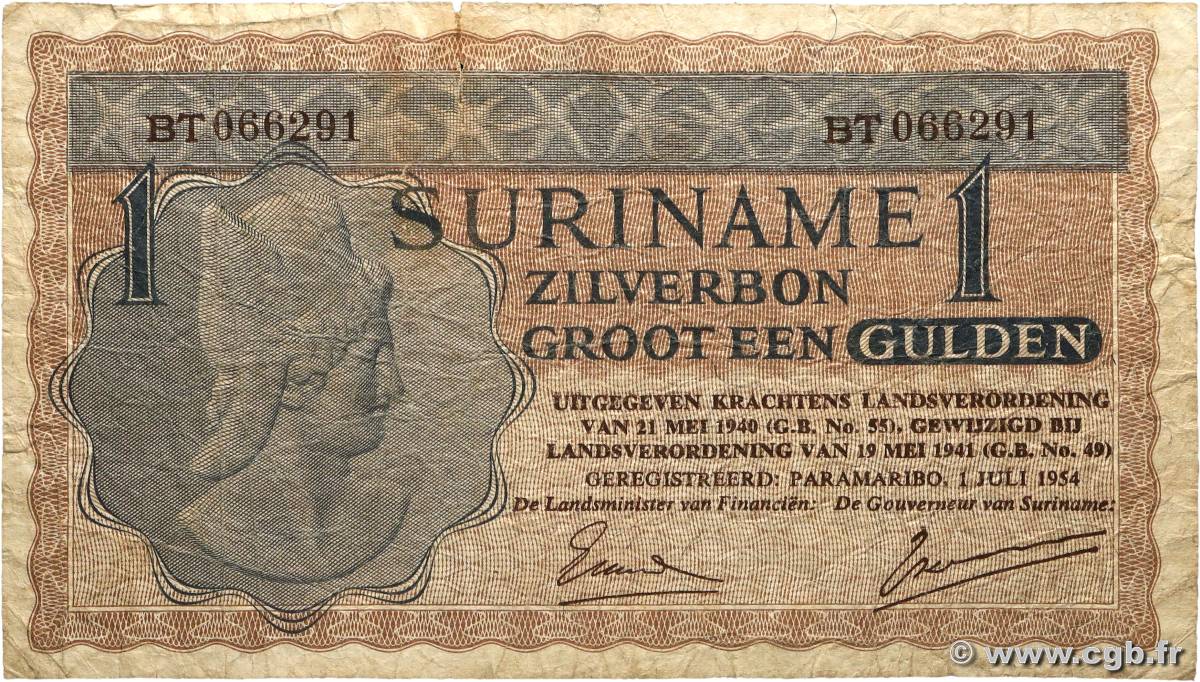 BT 066291 BT 066291
1 SURINAME 1
ZILVERBON
GROOT EEN GULDEN
UITGEGEVEN KRACHTENS LANDSVERORDENING
VAN 21 MEI 1940 (G.B. No. 55), GEWIJZIGD BIJ
LANDSVERORDENING VAN 19 MEI 1941 (G.B. No. 49)
GEREGISTREERD: PARAMARIBO, 1 JULI 1954
De Landsminister van Financiën: De Gouverneur van Suriname:
© www.cgb.fr